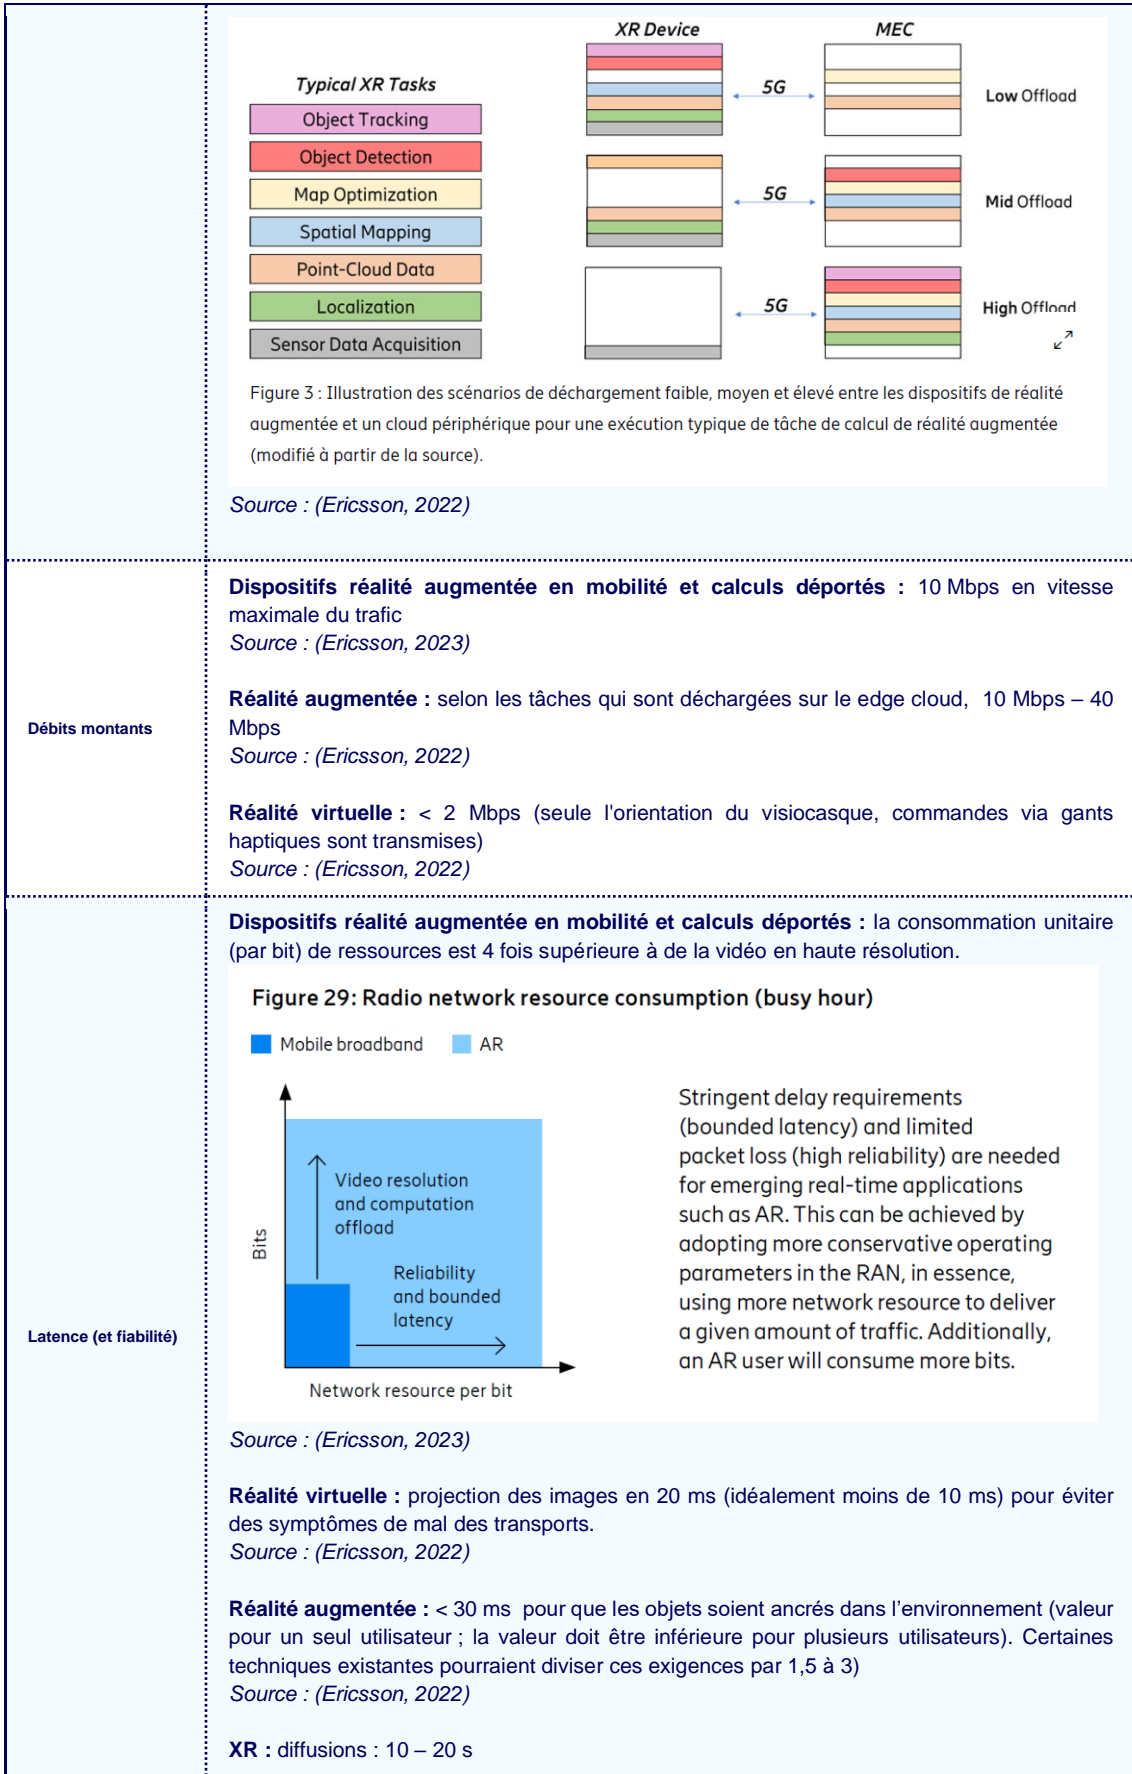 XR Device
MEC
Typical XR Tasks
Object Tracking
Object Detection
Map Optimization
Spatial Mapping
Point-Cloud Data
Localization
Sensor Data Acquisition
5G
Low Offload
5G
Mid Offload
5G
High Offload
Figure 3 : Illustration des scénarios de déchargement faible, moyen et élevé entre les dispositifs de réalité
augmentée et un cloud périphérique pour une exécution typique de tâche de calcul de réalité augmentée
(modifié à partir de la source).
Source : (Ericsson, 2022)
Débits montants
Dispositifs réalité augmentée en mobilité et calculs déportés : 10 Mbps en vitesse
maximale du trafic
Source : (Ericsson, 2023)
Réalité augmentée : selon les tâches qui sont déchargées sur le edge cloud, 10 Mbps – 40
Mbps
Source : (Ericsson, 2022)
Réalité virtuelle : < 2 Mbps (seule l'orientation du visiocasque, commandes via gants
haptiques sont transmises)
Source : (Ericsson, 2022)
Latence (et fiabilité)
Dispositifs réalité augmentée en mobilité et calculs déportés : la consommation unitaire
(par bit) de ressources est 4 fois supérieure à de la vidéo en haute résolution.
Figure 29: Radio network resource consumption (busy hour)
Mobile broadband
AR
Bits
Video resolution
and computation
offload
Reliability
and bounded
latency
Network resource per bit
Stringent delay requirements
(bounded latency) and limited
packet loss (high reliability) are needed
for emerging real-time applications
such as AR. This can be achieved by
adopting more conservative operating
parameters in the RAN, in essence,
using more network resource to deliver
a given amount of traffic. Additionally,
an AR user will consume more bits.
Source : (Ericsson, 2023)
Réalité virtuelle : projection des images en 20 ms (idéalement moins de 10 ms) pour éviter
des symptômes de mal des transports.
Source : (Ericsson, 2022)
Réalité augmentée : < 30 ms pour que les objets soient ancrés dans l'environnement (valeur
pour un seul utilisateur ; la valeur doit être inférieure pour plusieurs utilisateurs). Certaines
techniques existantes pourraient diviser ces exigences par 1,5 à 3)
Source : (Ericsson, 2022)
XR : diffusions : 10 – 20 s